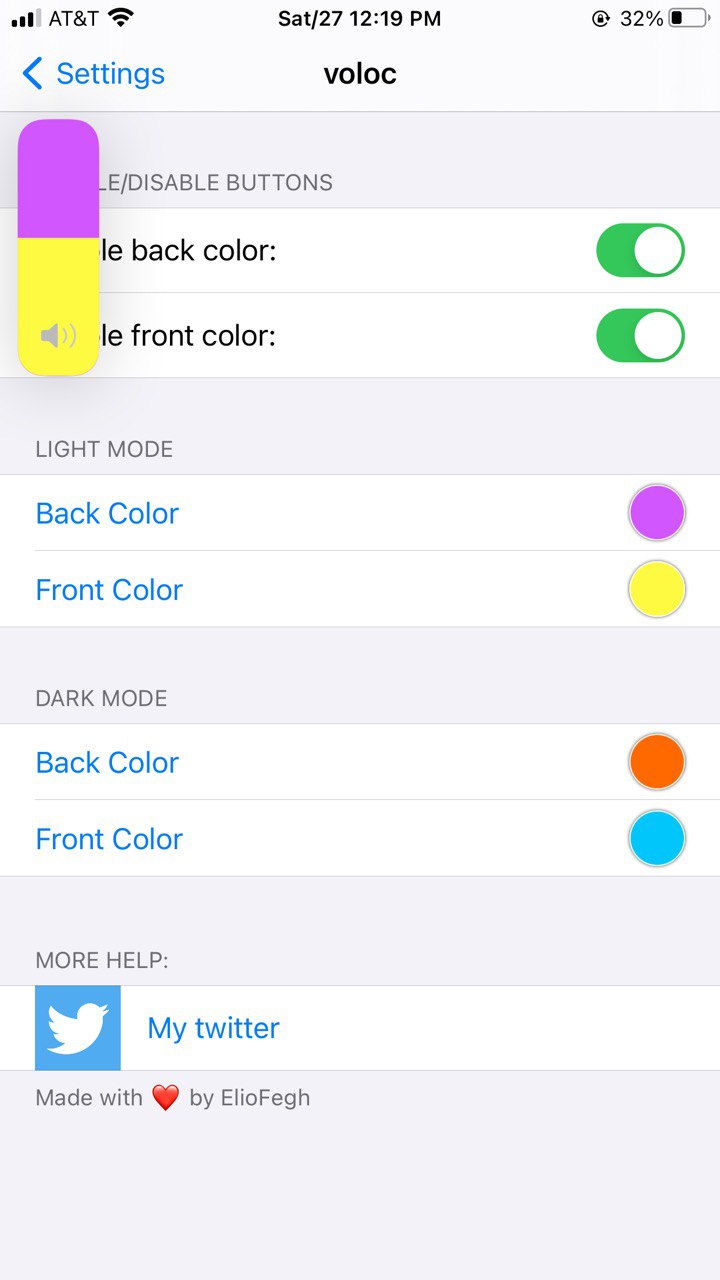 AT&T Sat/27 12:19 PM 32%
Settings voloc
LE/DISABLE BUTTONS
le back color:
le front color:
LIGHT MODE
Back Color
Front Color
DARK MODE
Back Color
Front Color
MORE HELP:
My twitter
Made with ❤️ by ElioFegh